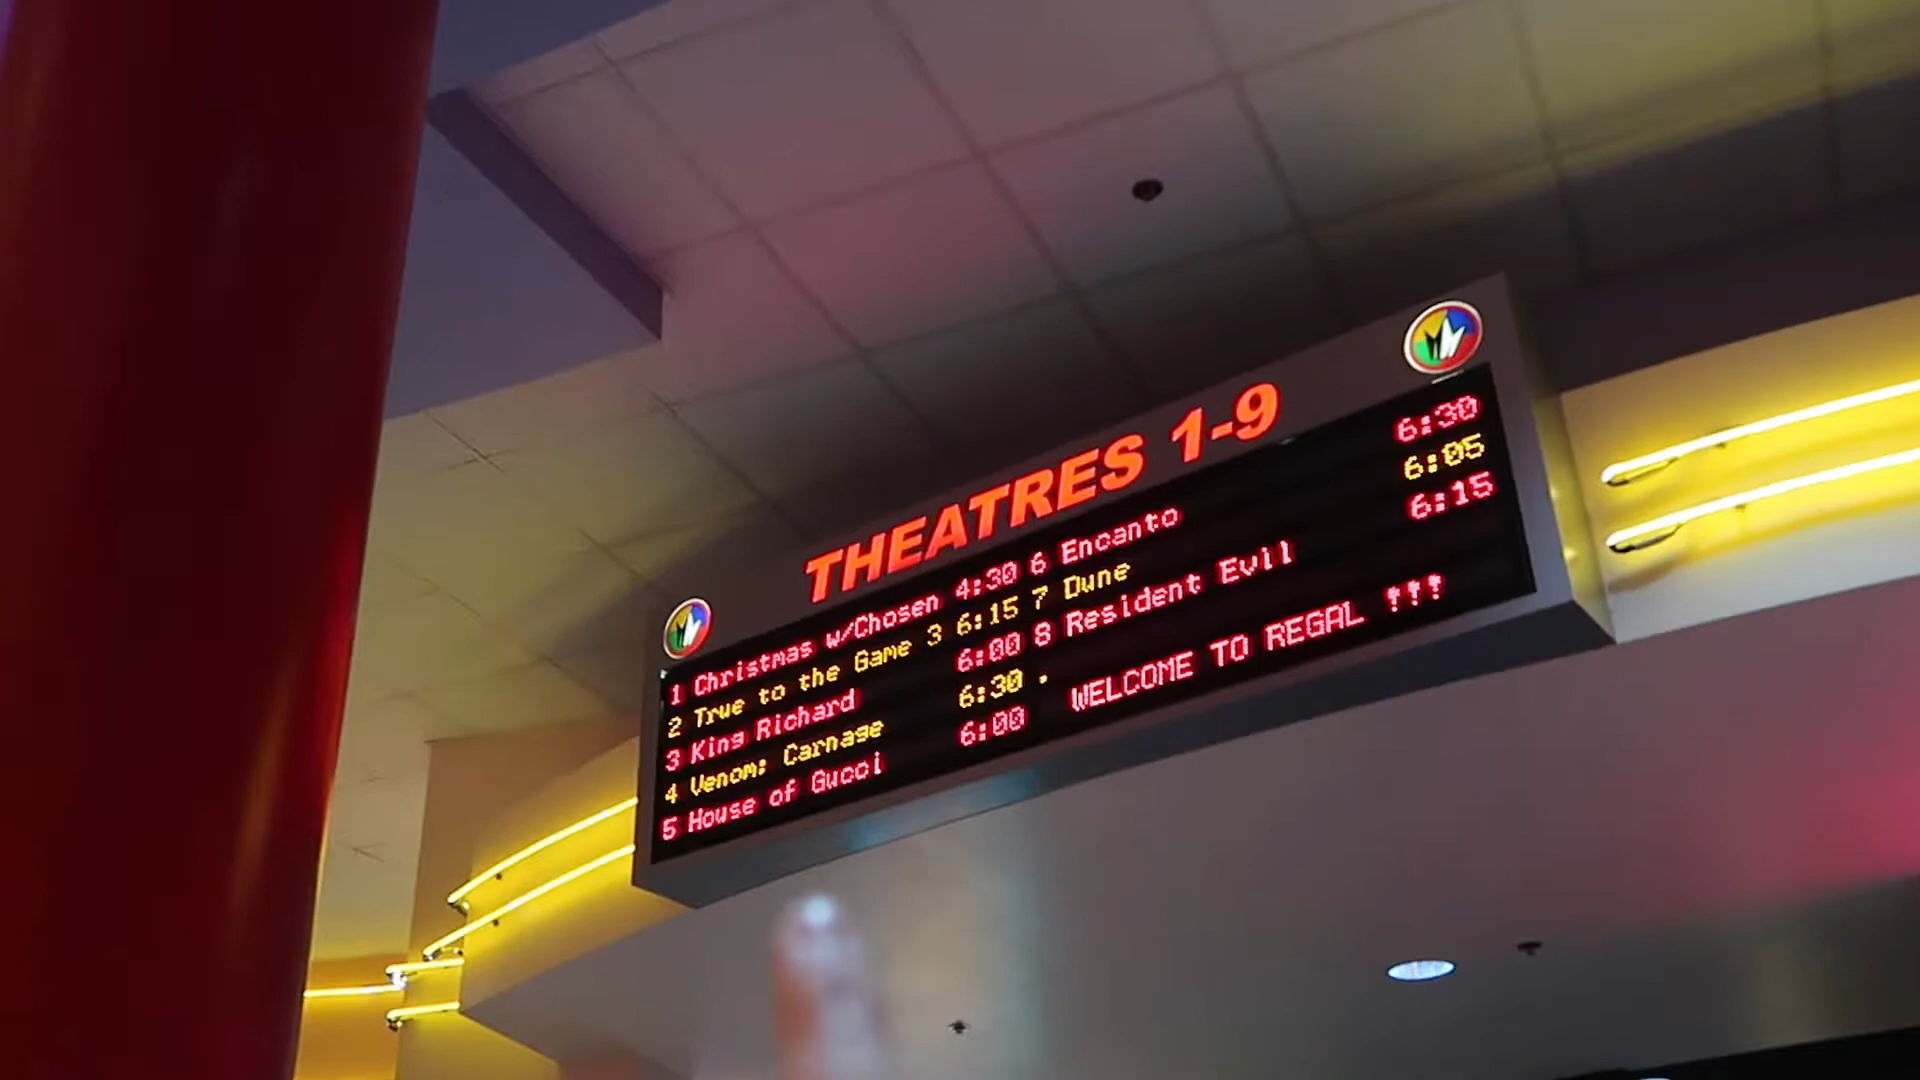 THEATRES 1-9
1 Christmas w/Chosen 4:30
2 True to the Game 3 6:15
3 King Richard 6:00
4 Venom: Carnage 6:30
5 House of Gucci 6:00
6 Encanto 6:30
7 Dune 6:05
8 Resident Evil 6:15
.
WELCOME TO REGAL !!!